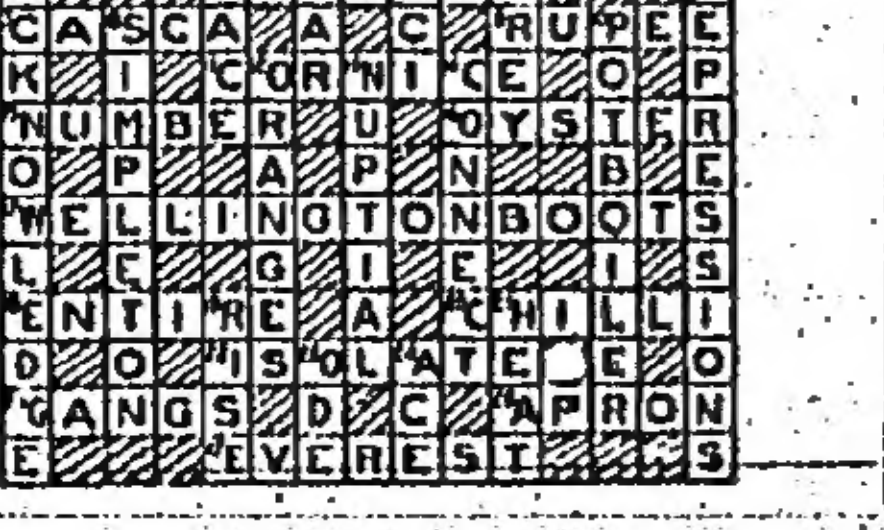 CASCA A C RUPEE
K I CORNICE O P
NUMBER U OYSTER
O P A P N B E
WELLINGTONBOOTS
L E G I E I S
ENTIRE A CHILLI
D O ISOLATE E O
GANGS D C APRON
E EVEREST S